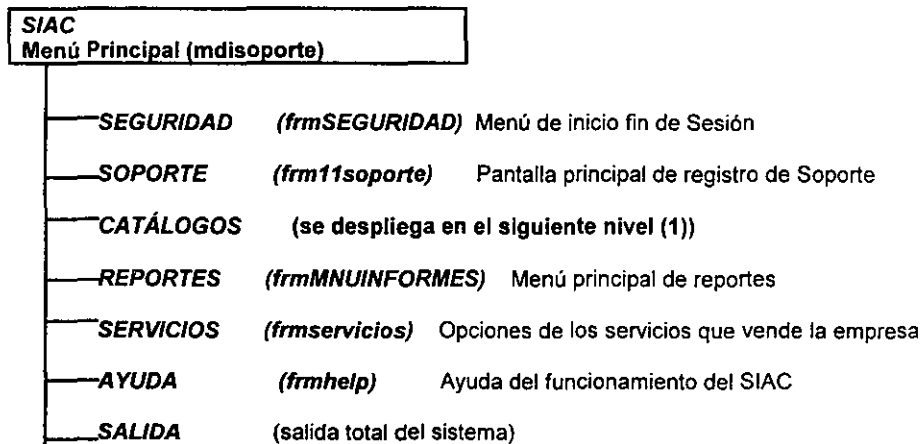 SIAC
Menú Principal (mdisoporte)
SEGURIDAD (frmSEGURIDAD) Menú de inicio fin de Sesión
SOPORTE (frm11soporte) Pantalla principal de registro de Soporte
CATÁLOGOS (se despliega en el siguiente nivel (1))
REPORTES (frmMNUINFORMES) Menú principal de reportes
SERVICIOS (frmservicios) Opciones de los servicios que vende la empresa
AYUDA (frmhelp) Ayuda del funcionamiento del SIAC
SALIDA (salida total del sistema)